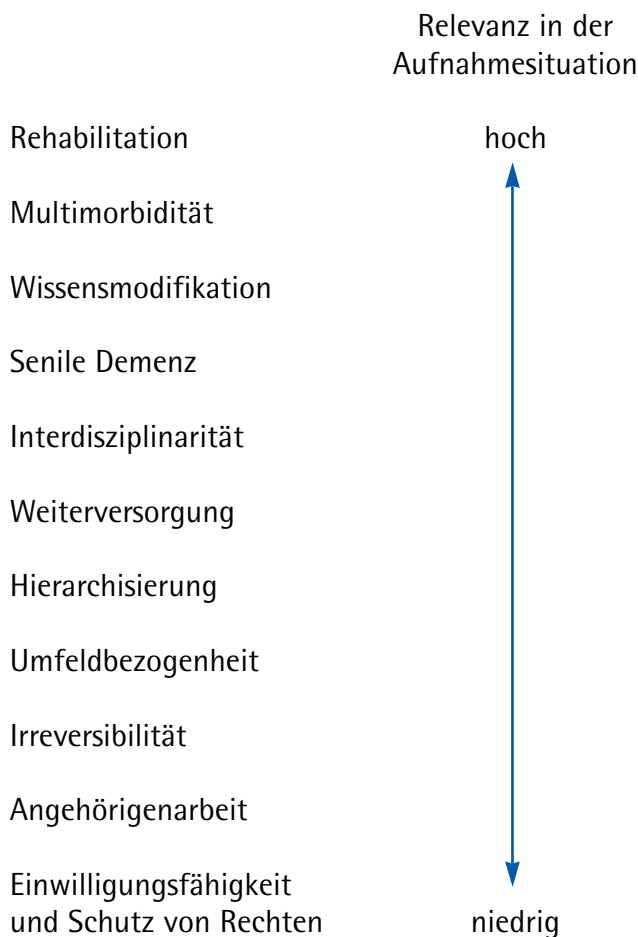 Relevanz in der
Aufnahmesituation
Rehabilitation hoch
Multimorbidität
Wissensmodifikation
Senile Demenz
Interdisziplinarität
Weiterversorgung
Hierarchisierung
Umfeldbezogenheit
Irreversibilität
Angehörigenarbeit
Einwilligungsfähigkeit
und Schutz von Rechten niedrig